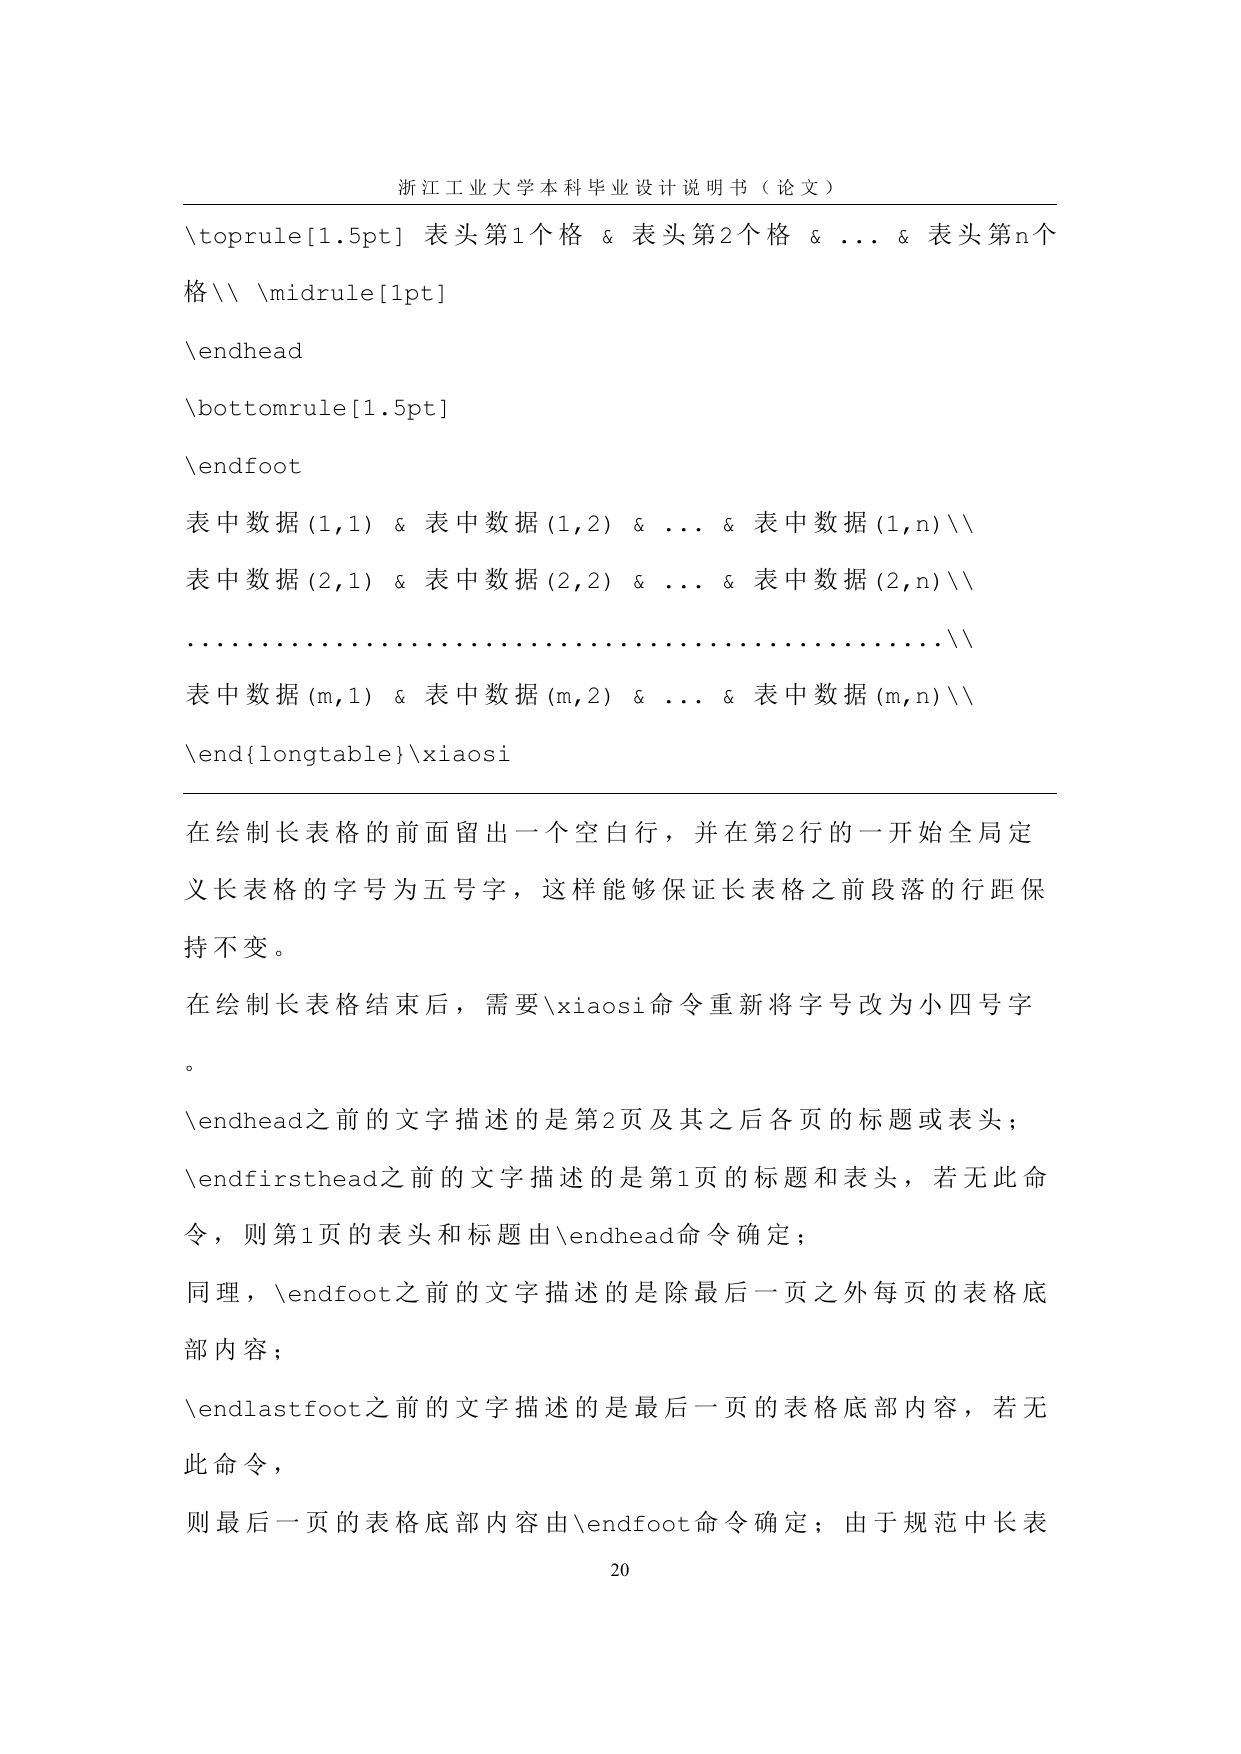 浙江工业大学本科毕业设计说明书（论文）
\toprule[1.5pt] 表头第1个格 & 表头第2个格 & ... & 表头第n个
格\\ \midrule[1pt]
\endhead
\bottomrule[1.5pt]
\endfoot
表中数据(1,1) & 表中数据(1,2) & ... & 表中数据(1,n)\\
表中数据(2,1) & 表中数据(2,2) & ... & 表中数据(2,n)\\
...................................................\\
表中数据(m,1) & 表中数据(m,2) & ... & 表中数据(m,n)\\
\end{longtable}\xiaosi
在绘制长表格的前面留出一个空白行，并在第2行的一开始全局定
义长表格的字号为五号字，这样能够保证长表格之前段落的行距保
持不变。
在绘制长表格结束后，需要\xiaosi命令重新将字号改为小四号字
。
\endhead之前的文字描述的是第2页及其之后各页的标题或表头；
\endfirsthead之前的文字描述的是第1页的标题和表头，若无此命
令，则第1页的表头和标题由\endhead命令确定；
同理，\endfoot之前的文字描述的是除最后一页之外每页的表格底
部内容；
\endlastfoot之前的文字描述的是最后一页的表格底部内容，若无
此命令，
则最后一页的表格底部内容由\endfoot命令确定；由于规范中长表
20